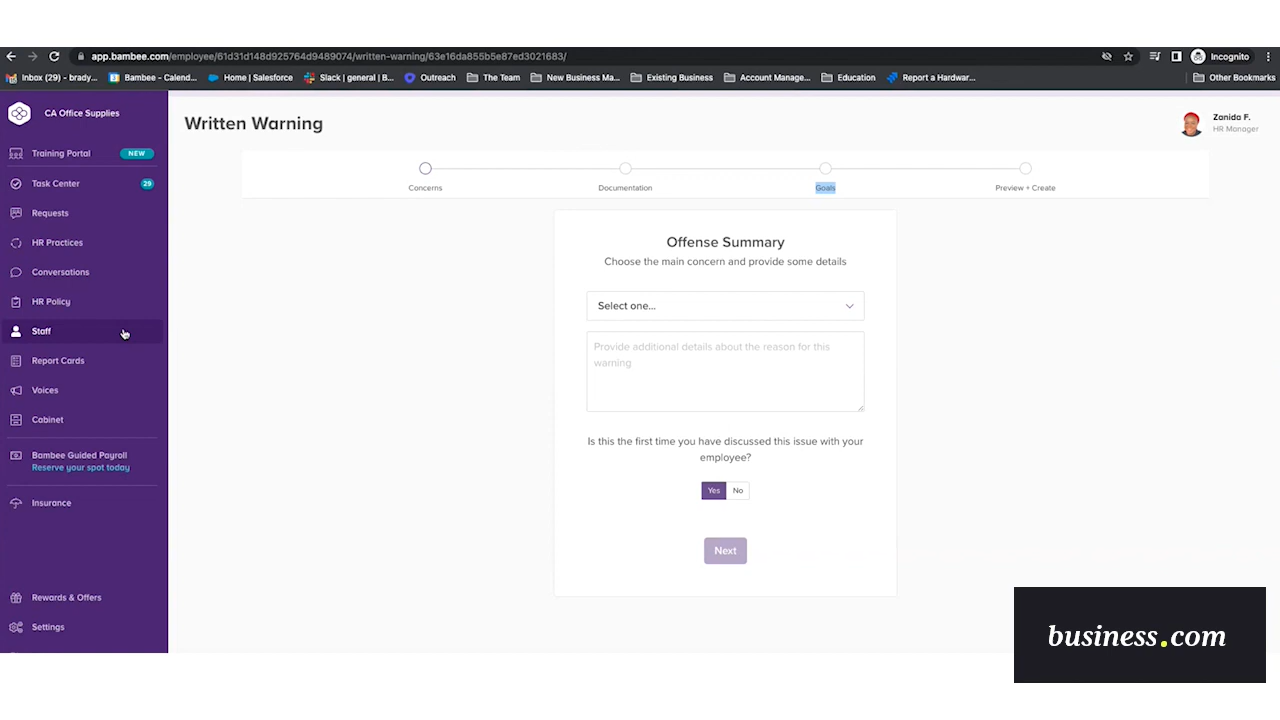 app.bambee.com/employee/61d31d148d925764d9489074/written-warning/63e16da855b5e87ed3021683/
Incognito
Inbox (29) – brady...
Bambee – Calend...
Home | Salesforce
Slack | general | B...
Outreach
The Team
New Business Ma...
Existing Business
Account Manage...
Education
Report a Hardwar...
Other Bookmarks
CA Office Supplies
Training Portal NEW
Task Center 29
Requests
HR Practices
Conversations
HR Policy
Staff
Report Cards
Voices
Cabinet
Bambee Guided Payroll
Reserve your spot today
Insurance
Rewards & Offers
Settings
Written Warning
Zanida F.
HR Manager
Concerns
Documentation
Goals
Preview + Create
Offense Summary
Choose the main concern and provide some details
Select one...
Provide additional details about the reason for this
warning
Is this the first time you have discussed this issue with your
employee?
Yes No
Next
business.com